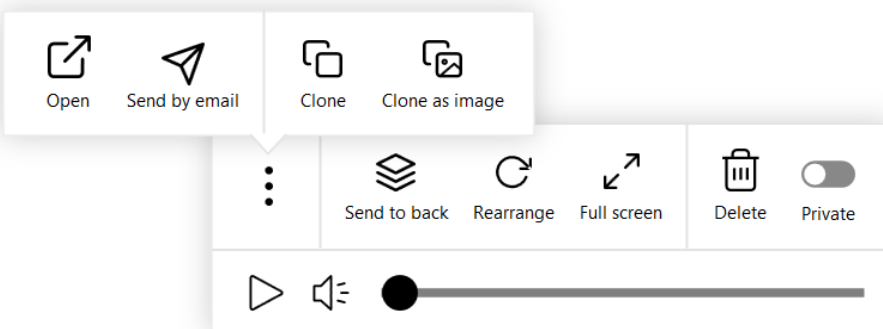 Open
Send by email
Clone
Clone as image
Send to back
Rearrange
Full screen
Delete
Private